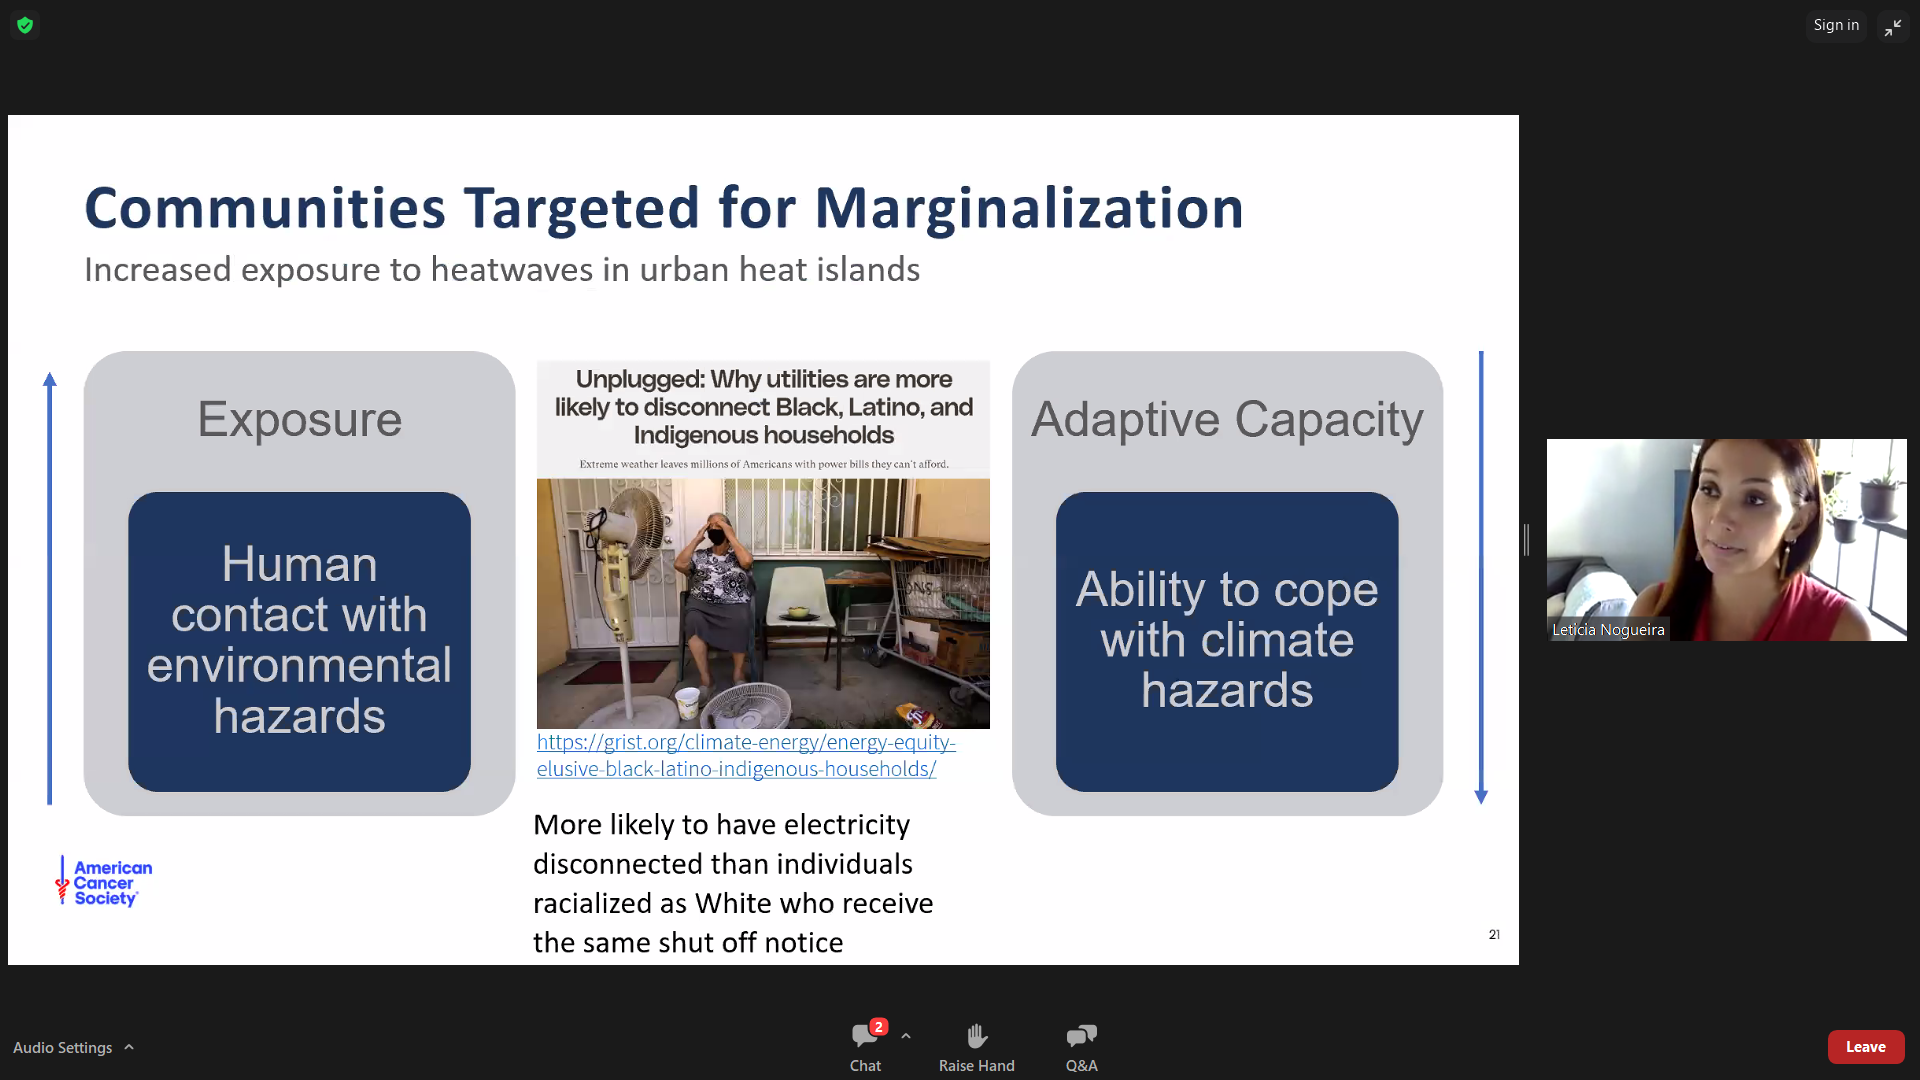 Sign in
Communities Targeted for Marginalization
Increased exposure to heatwaves in urban heat islands
Exposure
Human
contact with
environmental
hazards
Unplugged: Why utilities are more
likely to disconnect Black, Latino, and
Indigenous households
Extreme weather leaves millions of Americans with power bills they can't afford.
https://grist.org/climate-energy/energy-equity-
elusive-black-latino-indigenous-households/
More likely to have electricity
disconnected than individuals
racialized as White who receive
the same shut off notice
Adaptive Capacity
Ability to cope
with climate
hazards
American
Cancer
Society
21
Leticia Nogueira
Audio Settings
2
Chat
Raise Hand
Q&A
Leave